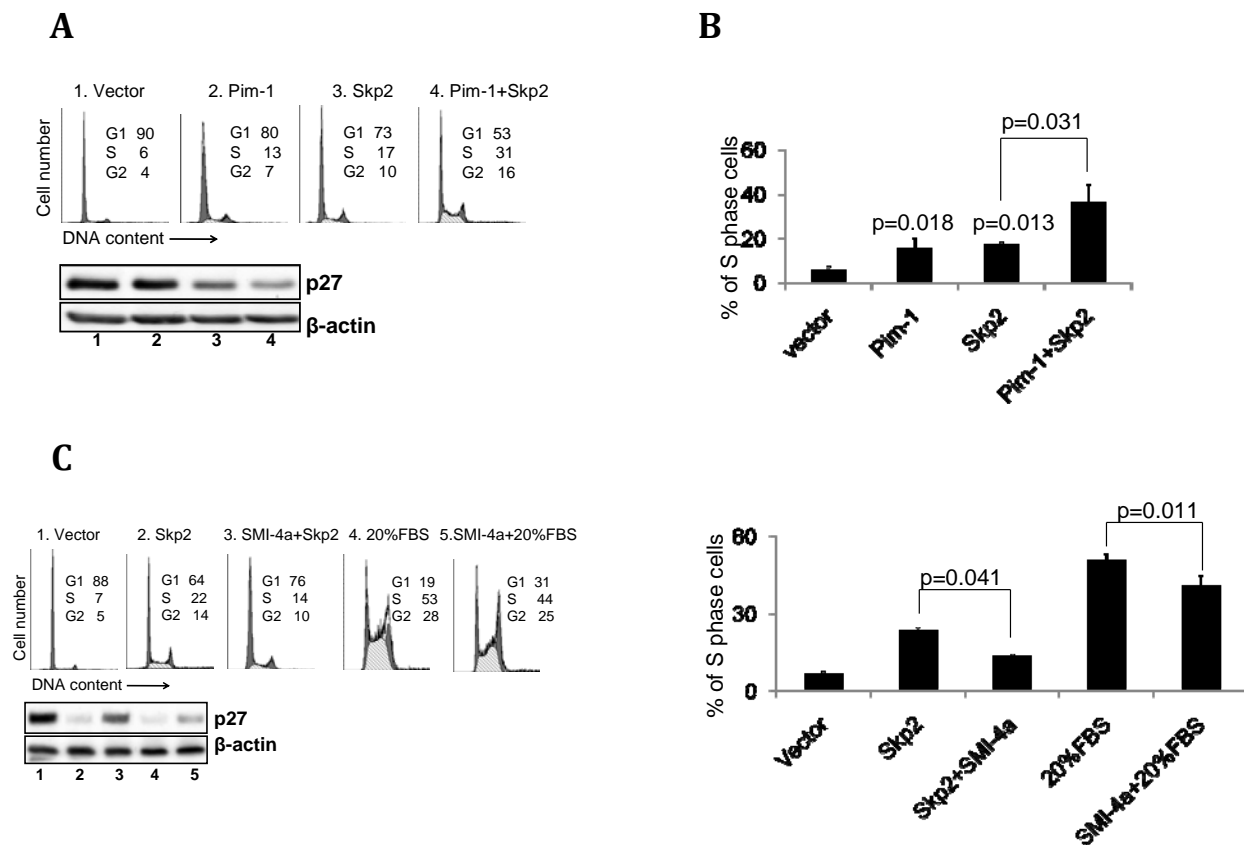 A
1. Vector 2. Pim-1 3. Skp2 4. Pim-1+Skp2
Cell number
G1 90
S 6
G2 4
G1 80
S 13
G2 7
G1 73
S 17
G2 10
G1 53
S 31
G2 16
DNA content
p27
β-actin
1 2 3 4
B
% of S phase cells
60
40
20
0
p=0.018
p=0.013
p=0.031
vector
Pim-1
Skp2
Pim-1+Skp2
C
1. Vector 2. Skp2 3. SMI-4a+Skp2 4. 20%FBS 5.SMI-4a+20%FBS
Cell number
G1 88
S 7
G2 5
G1 64
S 22
G2 14
G1 76
S 14
G2 10
G1 19
S 53
G2 28
G1 31
S 44
G2 25
DNA content
p27
β-actin
1 2 3 4 5
% of S phase cells
60
30
0
p=0.041
p=0.011
Vector
Skp2
Skp2+SMI-4a
20%FBS
SMI-4a+20%FBS